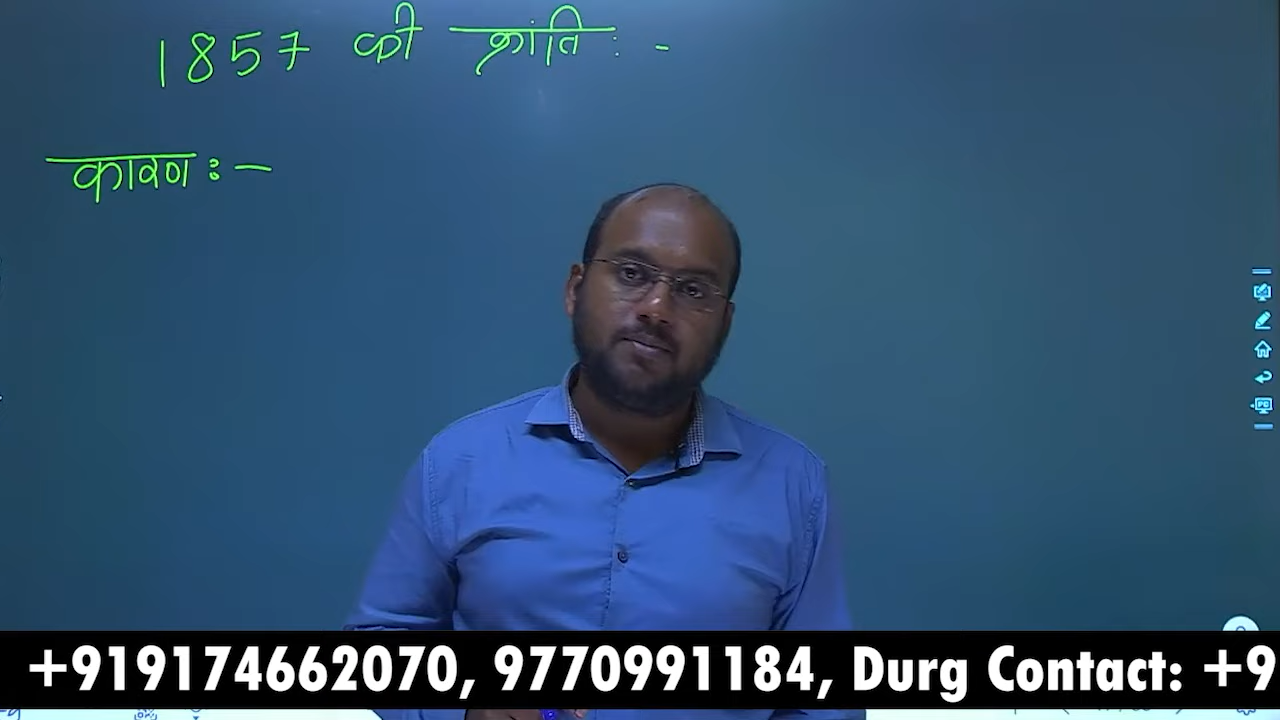 1857 की क्रांति : -
कारण :-
+919174662070, 9770991184, Durg Contact: +9